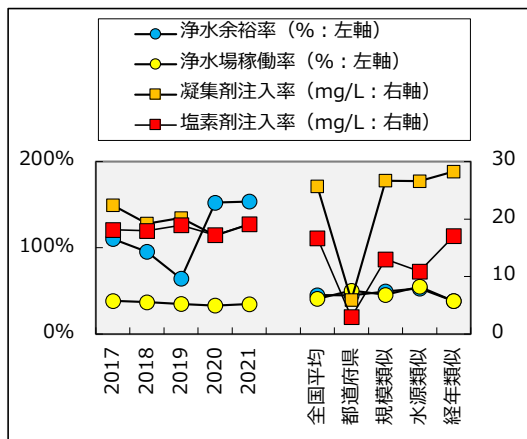 浄水余裕率（%：左軸）
浄水場稼働率（%：左軸）
凝集剤注入率（mg/L：右軸）
塩素剤注入率（mg/L：右軸）
200%
100%
0%
30
20
10
0
2017
2018
2019
2020
2021
全国平均
都道府県
規模類似
水源類似
経年類似